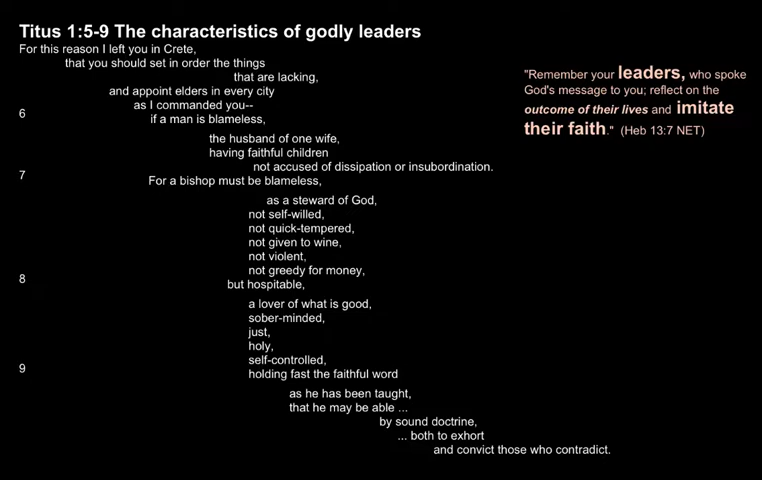 Titus 1:5-9 The characteristics of godly leaders
For this reason I left you in Crete,
that you should set in order the things
that are lacking,
and appoint elders in every city
as I commanded you--
6
if a man is blameless,
the husband of one wife,
having faithful children
not accused of dissipation or insubordination.
7
For a bishop must be blameless,
as a steward of God,
not self-willed,
not quick-tempered,
not given to wine,
not violent,
not greedy for money,
8
but hospitable,
a lover of what is good,
sober-minded,
just,
holy,
self-controlled,
9
holding fast the faithful word
as he has been taught,
that he may be able ...
by sound doctrine,
... both to exhort
and convict those who contradict.
"Remember your leaders, who spoke
God's message to you; reflect on the
outcome of their lives and imitate
their faith." (Heb 13:7 NET)